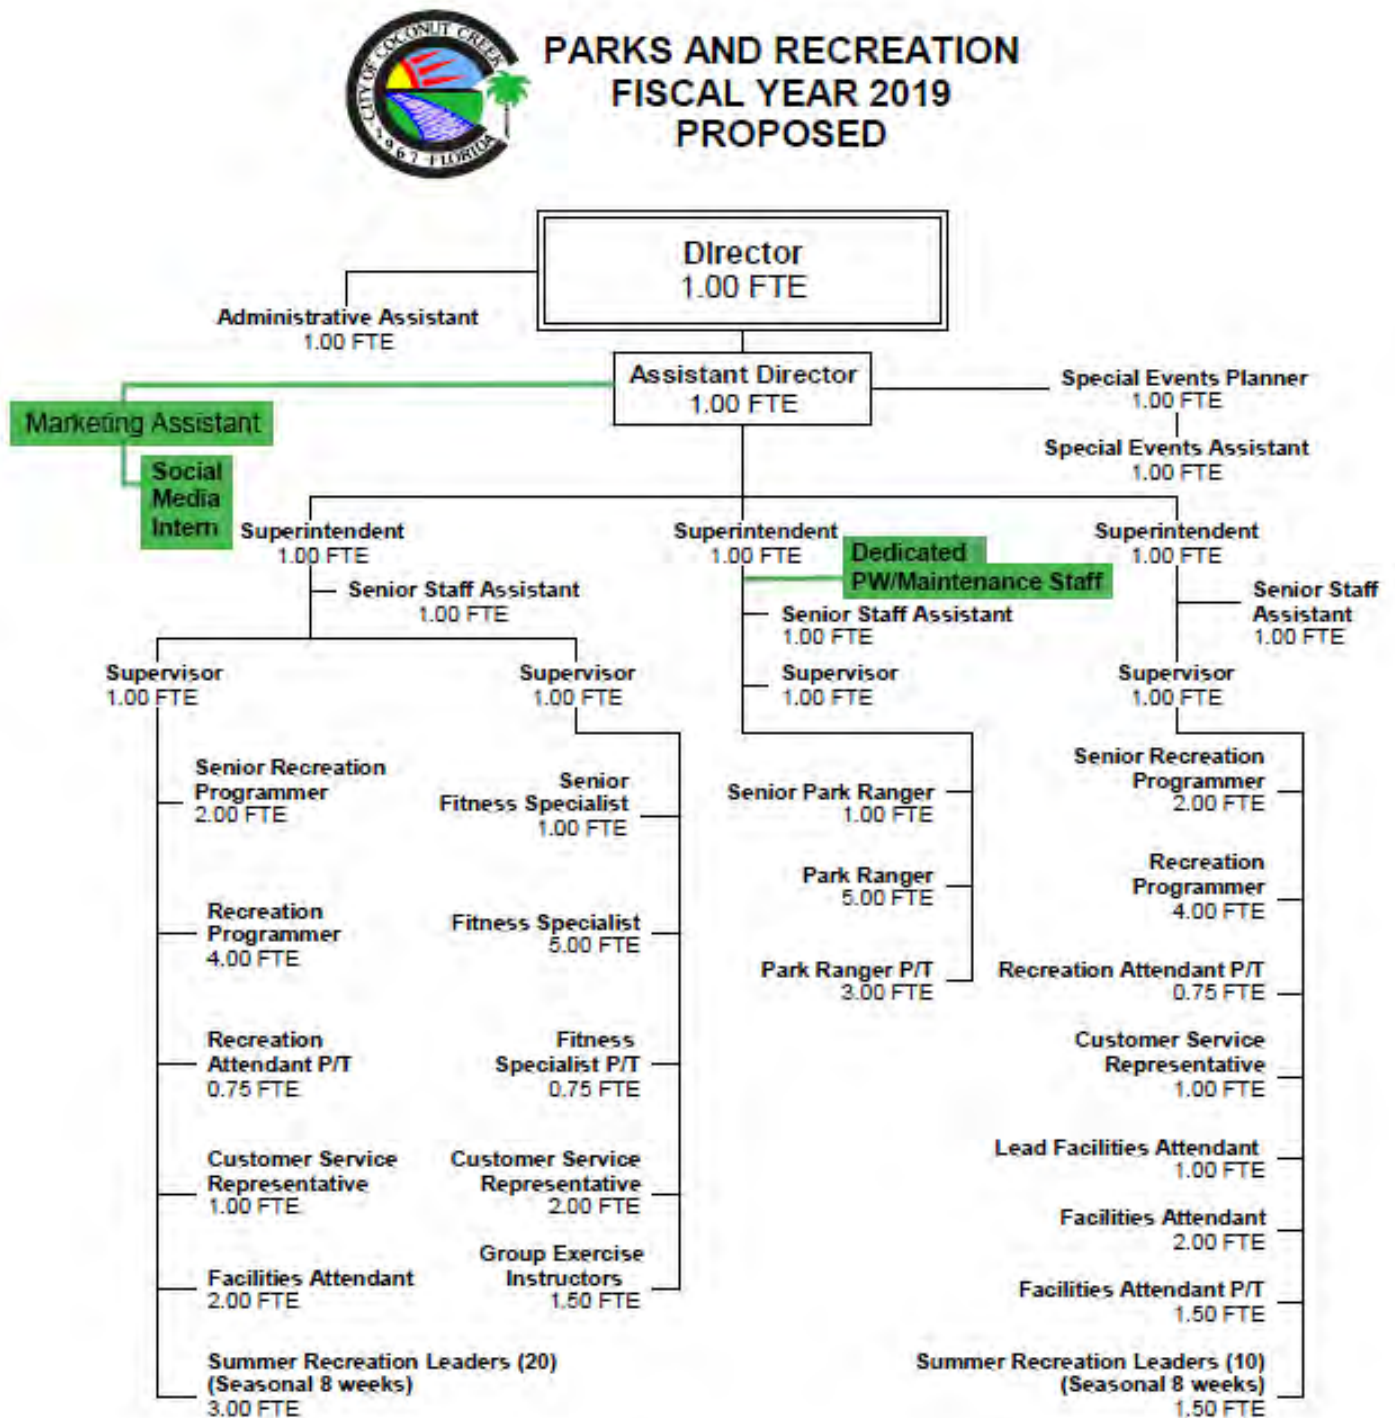 CITY OF COCONUT CREEK
1967 FLORIDA
PARKS AND RECREATION
FISCAL YEAR 2019
PROPOSED
Director
1.00 FTE
Administrative Assistant
1.00 FTE
Assistant Director
1.00 FTE
Special Events Planner
1.00 FTE
Special Events Assistant
1.00 FTE
Marketing Assistant
Social
Media
Intern
Superintendent
1.00 FTE
Senior Staff Assistant
1.00 FTE
Supervisor
1.00 FTE
Senior Recreation
Programmer
2.00 FTE
Recreation
Programmer
4.00 FTE
Recreation
Attendant P/T
0.75 FTE
Customer Service
Representative
1.00 FTE
Facilities Attendant
2.00 FTE
Summer Recreation Leaders (20)
(Seasonal 8 weeks)
3.00 FTE
Supervisor
1.00 FTE
Senior
Fitness Specialist
1.00 FTE
Fitness Specialist
5.00 FTE
Fitness
Specialist P/T
0.75 FTE
Customer Service
Representative
2.00 FTE
Group Exercise
Instructors
1.50 FTE
Superintendent
1.00 FTE
Dedicated
PW/Maintenance Staff
Senior Staff Assistant
1.00 FTE
Supervisor
1.00 FTE
Senior Park Ranger
1.00 FTE
Park Ranger
5.00 FTE
Park Ranger P/T
3.00 FTE
Superintendent
1.00 FTE
Senior Staff
Assistant
1.00 FTE
Supervisor
1.00 FTE
Senior Recreation
Programmer
2.00 FTE
Recreation
Programmer
4.00 FTE
Recreation Attendant P/T
0.75 FTE
Customer Service
Representative
1.00 FTE
Lead Facilities Attendant
1.00 FTE
Facilities Attendant
2.00 FTE
Facilities Attendant P/T
1.50 FTE
Summer Recreation Leaders (10)
(Seasonal 8 weeks)
1.50 FTE